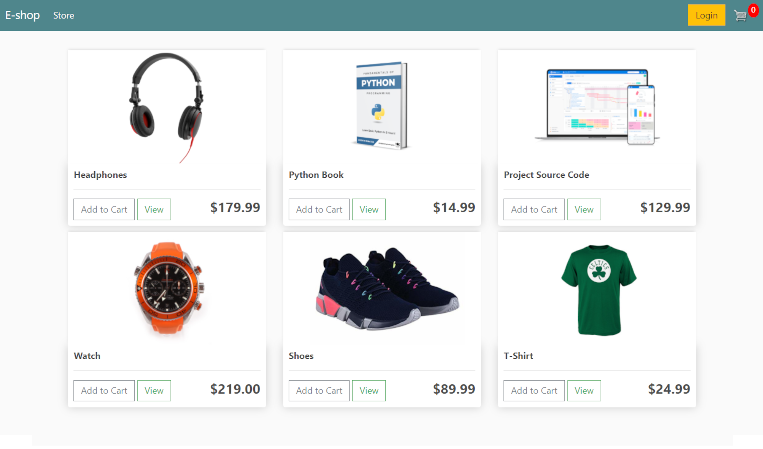 E-shop Store Login 0
PYTHON
Headphones
Python Book
Project Source Code
Add to Cart View $179.99
Add to Cart View $14.99
Add to Cart View $129.99
CELTICS
Watch
Shoes
T-Shirt
Add to Cart View $219.00
Add to Cart View $89.99
Add to Cart View $24.99